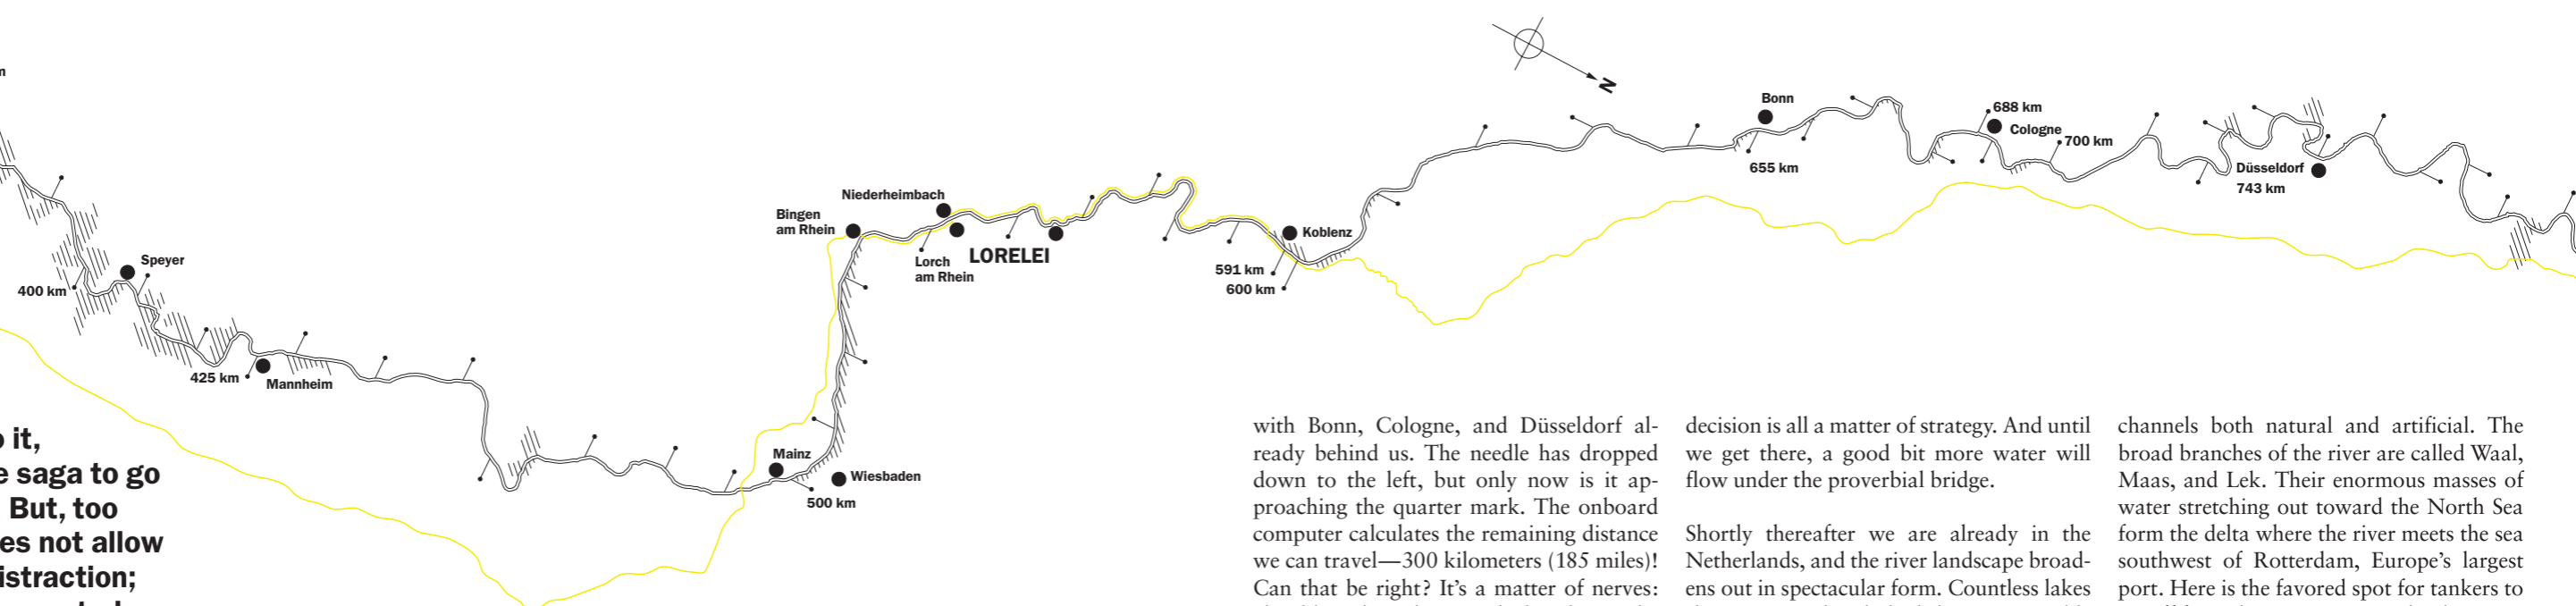 m
400 km
Speyer
425 km
Mannheim
Mainz
Wiesbaden
500 km
Bingen
am Rhein
Niederheimbach
Lorch
am Rhein
LORELEI
Koblenz
591 km
600 km
N
Bonn
655 km
688 km
Cologne
700 km
Düsseldorf
743 km
o it,
e saga to go
But, too
es not allow
istraction;
with Bonn, Cologne, and Düsseldorf al-
ready behind us. The needle has dropped
down to the left, but only now is it ap-
proaching the quarter mark. The onboard
computer calculates the remaining distance
we can travel—300 kilometers (185 miles)!
Can that be right? It’s a matter of nerves:
decision is all a matter of strategy. And until
we get there, a good bit more water will
flow under the proverbial bridge.
Shortly thereafter we are already in the
Netherlands, and the river landscape broad-
ens out in spectacular form. Countless lakes
channels both natural and artificial. The
broad branches of the river are called Waal,
Maas, and Lek. Their enormous masses of
water stretching out toward the North Sea
form the delta where the river meets the sea
southwest of Rotterdam, Europe’s largest
port. Here is the favored spot for tankers to